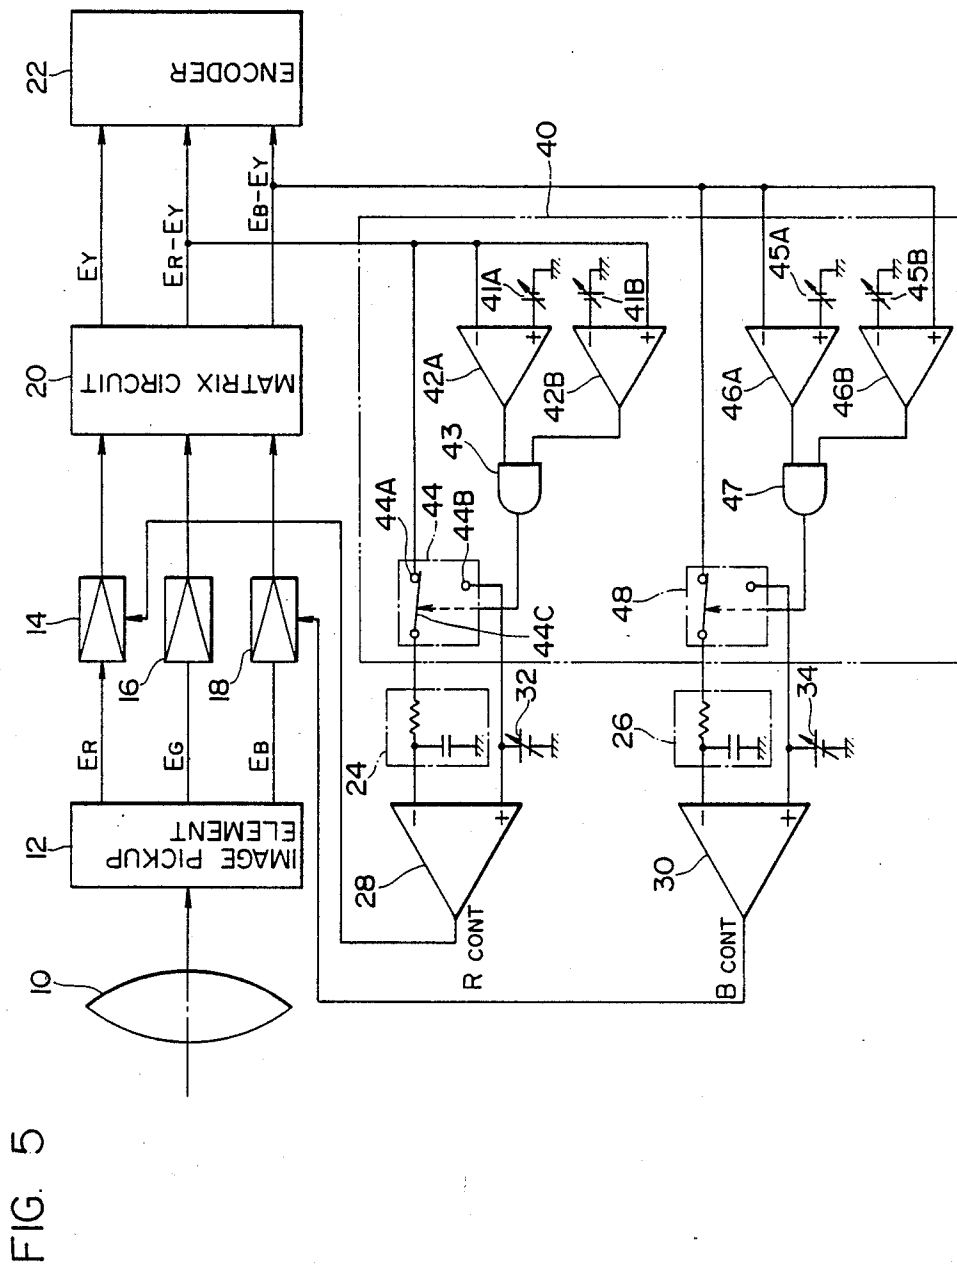 FIG. 5
10
12
IMAGE PICKUP
ELEMENT
ER
EG
EB
14
16
18
20
MATRIX CIRCUIT
EY
ER-EY
EB-EY
22
ENCODER
R CONT
28
24
32
44A
44
44B
44C
43
42A
42B
41A
41B
40
B CONT
30
26
34
48
47
46A
46B
45A
45B
−
+
−
+
−
+
−
+
−
+
−
+